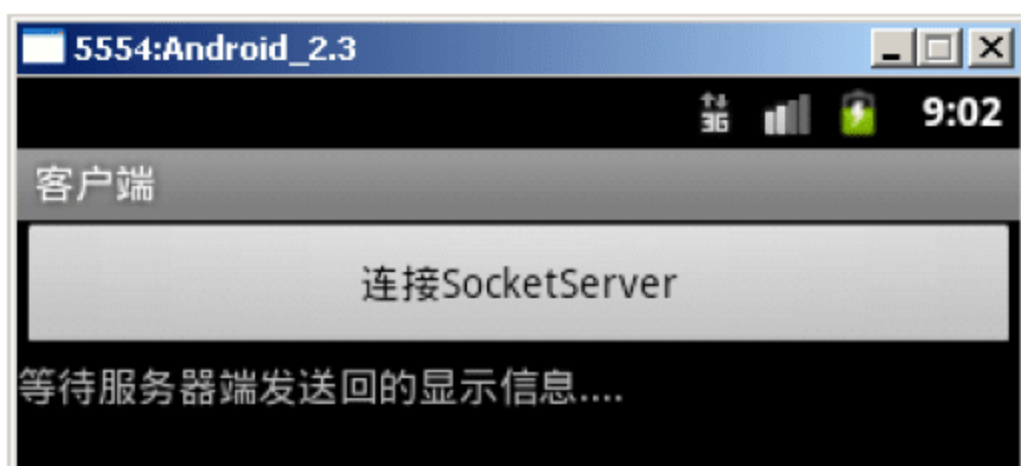 5554:Android_2.3
3G 9:02
客户端
连接SocketServer
等待服务器端发送回的显示信息....